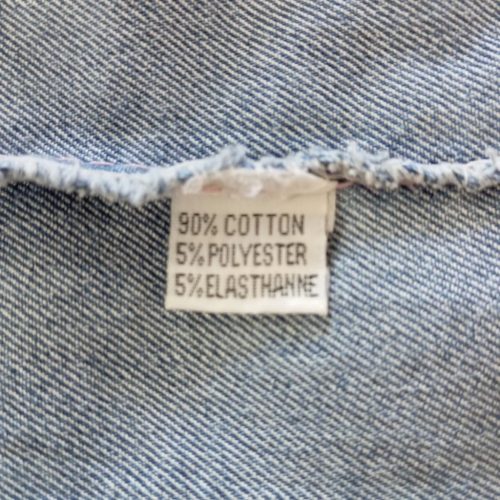 90% COTTON
5% POLYESTER
5% ELASTHANNE